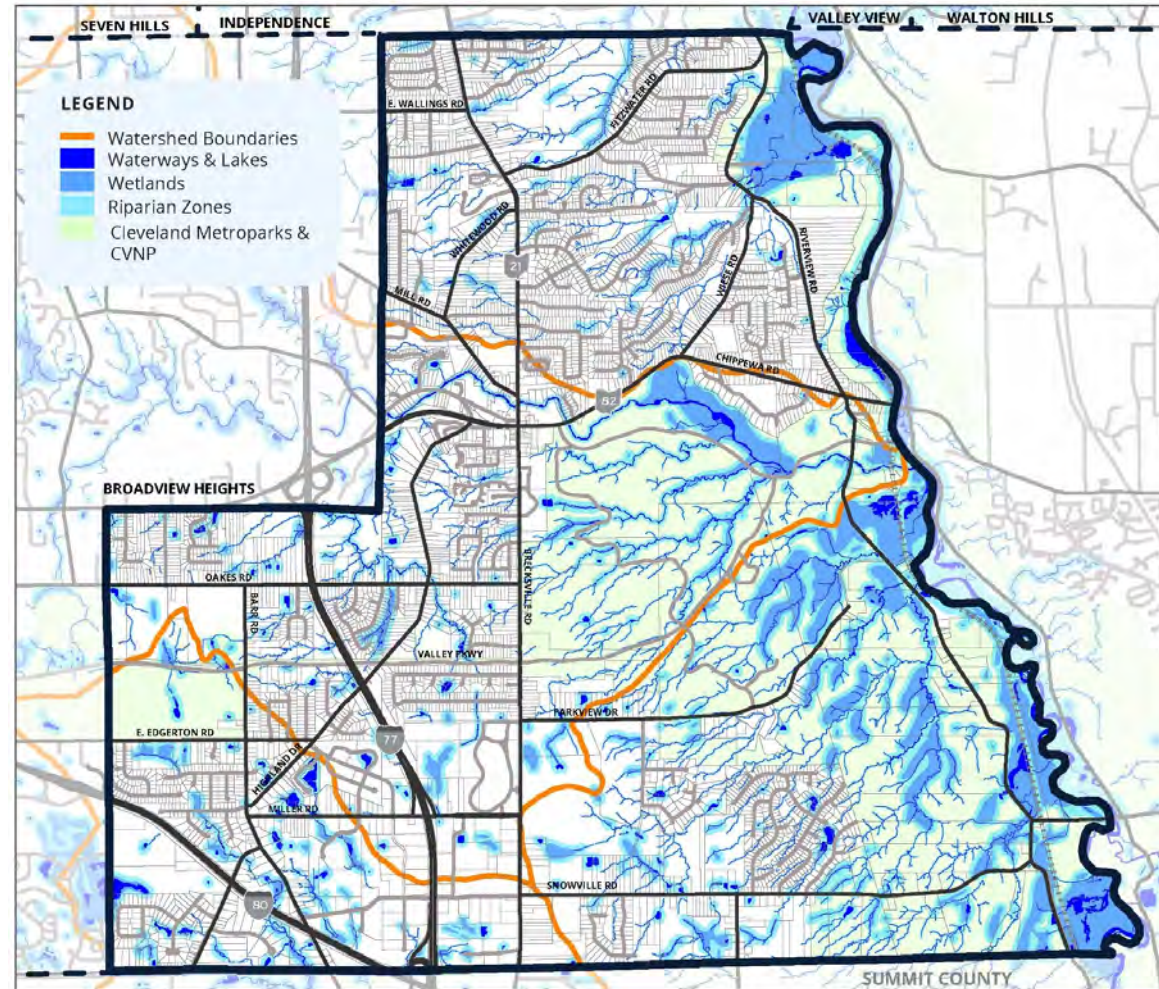 SEVEN HILLS
INDEPENDENCE
VALLEY VIEW
WALTON HILLS
LEGEND
Watershed Boundaries
Waterways & Lakes
Wetlands
Riparian Zones
Cleveland Metroparks &
CVNP
E. WALLINGS RD
FITZWATER RD
WHITEWOOD RD
21
MILL RD
WIESE RD
RIVERVIEW RD
CHIPPEWA RD
82
BROADVIEW HEIGHTS
OAKES RD
BARR RD
BRECKSVILLE RD
VALLEY PKWY
PARKVIEW DR
E. EDGERTON RD
77
HIGHLAND DR
MILLER RD
SNOWVILLE RD
80
SUMMIT COUNTY